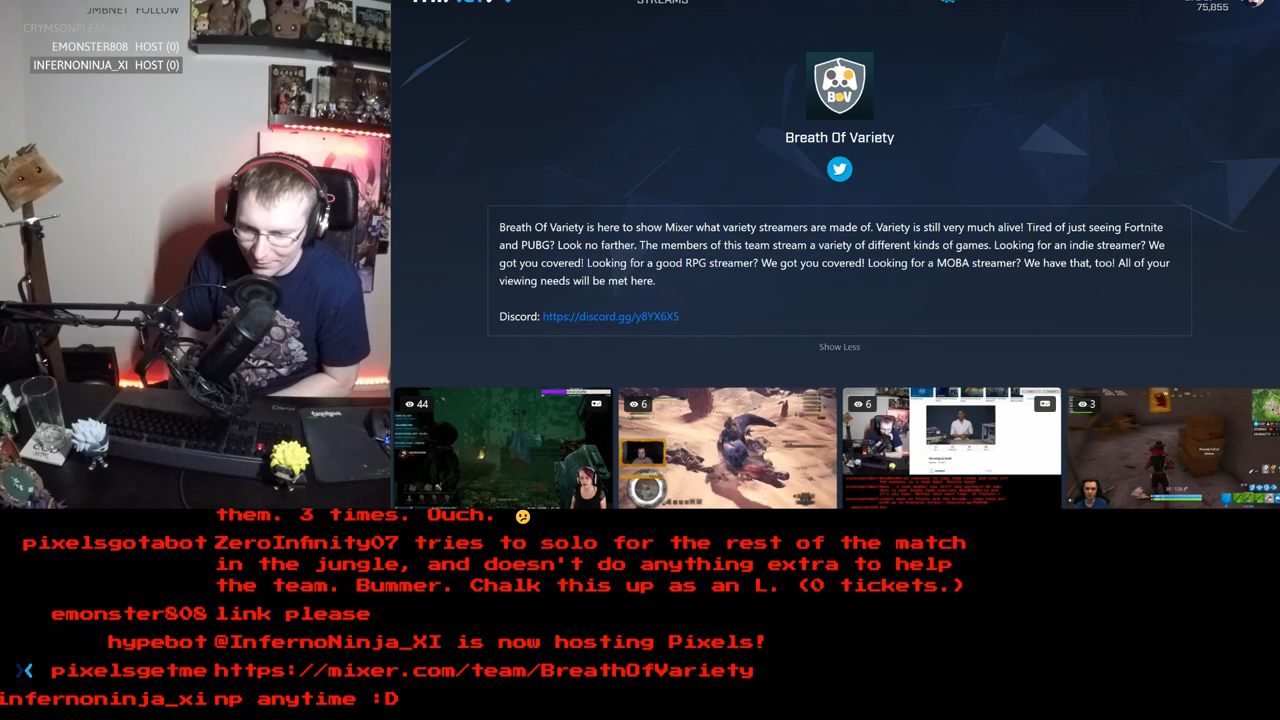 JMBNET FOLLOW
CRYMSONPLEASURE
EMONSTER808 HOST (0)
INFERNONINJA_XI HOST (0)
STREAMS
75,855
BOV
Breath Of Variety
Breath Of Variety is here to show Mixer what variety streamers are made of. Variety is still very much alive! Tired of just seeing Fortnite
and PUBG? Look no farther. The members of this team stream a variety of different kinds of games. Looking for an indie streamer? We
got you covered! Looking for a good RPG streamer? We got you covered! Looking for a MOBA streamer? We have that, too! All of your
viewing needs will be met here.
Discord: https://discord.gg/y8YX6X5
Show Less
44
6
6
3
them. 3 times. Ouch. 😕
pixelsgotabot ZeroInfinity07 tries to solo for the rest of the match
in the jungle, and doesn't do anything extra to help
the team. Bummer. Chalk this up as an L. (0 tickets.)
emonster808 link please
hypebot @InfernoNinja_XI is now hosting Pixels!
pixelsgetme https://mixer.com/team/BreathOfVariety
infernoninja_xi np anytime :D